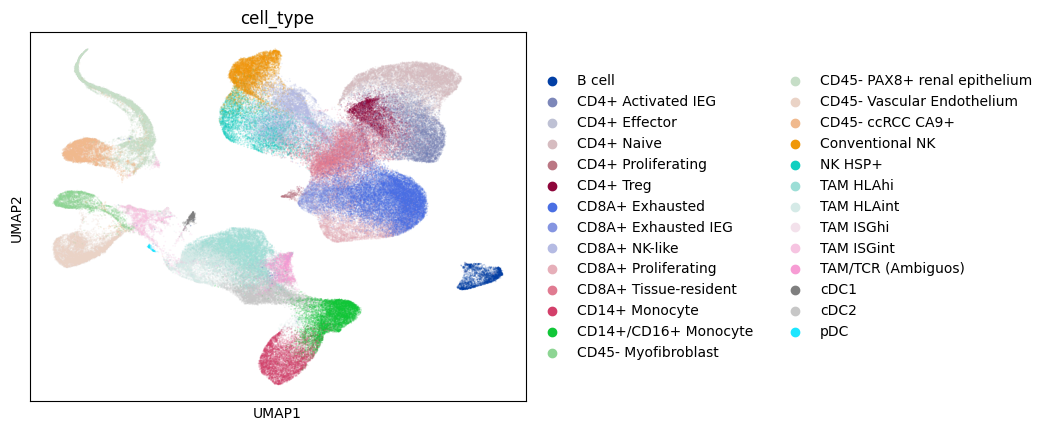 cell_type
UMAP2
UMAP1
B cell
CD4+ Activated IEG
CD4+ Effector
CD4+ Naive
CD4+ Proliferating
CD4+ Treg
CD8A+ Exhausted
CD8A+ Exhausted IEG
CD8A+ NK-like
CD8A+ Proliferating
CD8A+ Tissue-resident
CD14+ Monocyte
CD14+/CD16+ Monocyte
CD45- Myofibroblast
CD45- PAX8+ renal epithelium
CD45- Vascular Endothelium
CD45- ccRCC CA9+
Conventional NK
NK HSP+
TAM HLAhi
TAM HLAint
TAM ISGhi
TAM ISGint
TAM/TCR (Ambiguos)
cDC1
cDC2
pDC